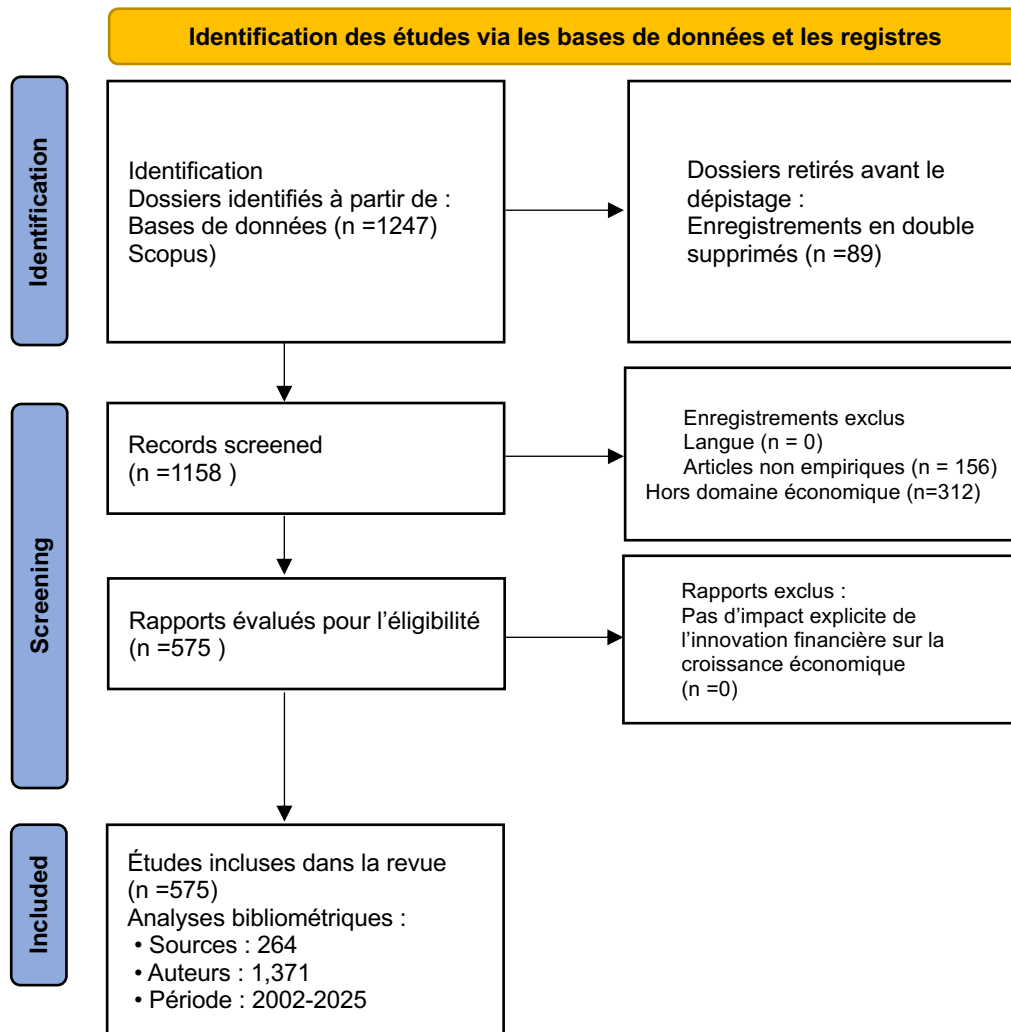 Identification des études via les bases de données et les registres
Identification
Identification
Dossiers identifiés à partir de :
Bases de données (n =1247)
Scopus)
Dossiers retirés avant le
dépistage :
Enregistrements en double
supprimés (n =89)
Screening
Records screened
(n =1158 )
Enregistrements exclus
Langue (n = 0)
Articles non empiriques (n = 156)
Hors domaine économique (n=312)
Rapports évalués pour l’éligibilité
(n =575 )
Rapports exclus :
Pas d’impact explicite de
l’innovation financière sur la
croissance économique
(n =0)
Included
Études incluses dans la revue
(n =575)
Analyses bibliométriques :
• Sources : 264
• Auteurs : 1,371
• Période : 2002-2025